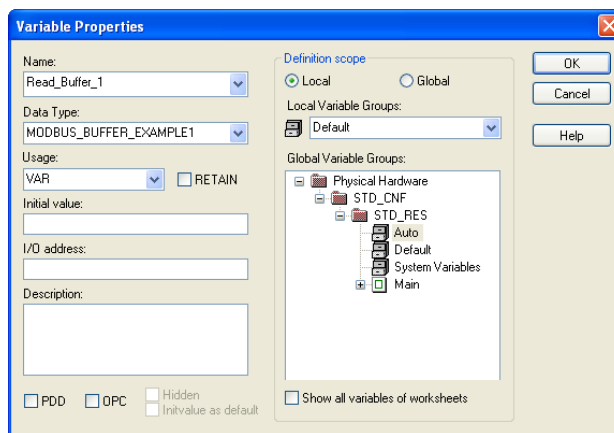 Variable Properties
Name:
Read_Buffer_1
Data Type:
MODBUS_BUFFER_EXAMPLE1
Usage:
VAR
RETAIN
Initial value:
I/O address:
Description:
PDD
OPC
Hidden
Initvalue as default
Definition scope
Local
Global
Local Variable Groups:
Default
Global Variable Groups:
Physical Hardware
STD_CNF
STD_RES
Auto
Default
System Variables
Main
Show all variables of worksheets
OK
Cancel
Help